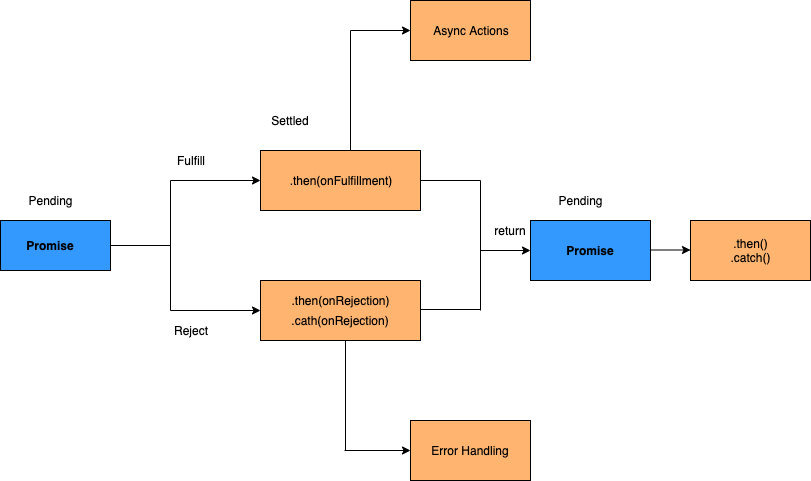 Async Actions
Settled
Fulfill
.then(onFulfillment)
Pending
Promise
return
Pending
Promise
.then()
.catch()
.then(onRejection)
.cath(onRejection)
Reject
Error Handling